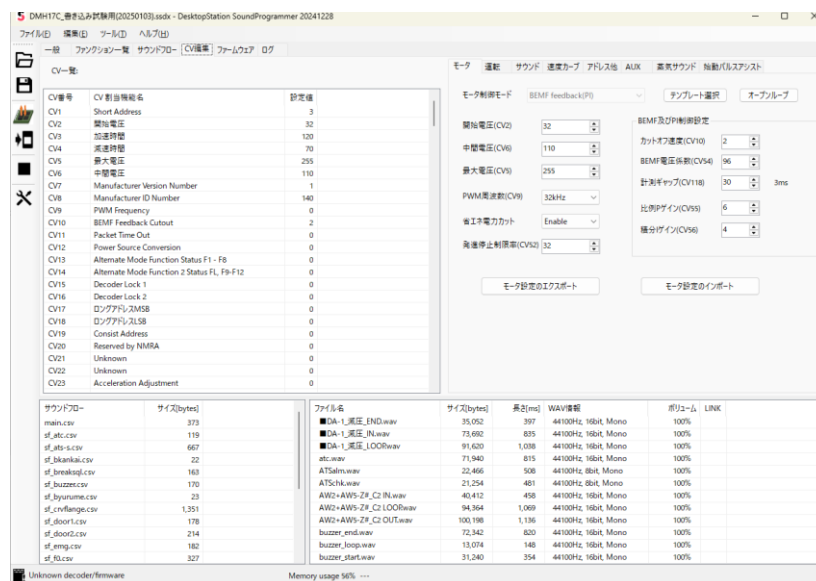 DMH17C_書き込み試験用(20250103).ssdx - DesktopStation SoundProgrammer 20241228
ファイル(F) 編集(E) ツール(T) ヘルプ(H)
一般 ファンクション一覧 サウンドフロー CV編集 ファームウェア ログ
CV一覧:
CV番号 CV割当機能名 設定値
CV1 Short Address 3
CV2 開始電圧 32
CV3 加速時間 120
CV4 減速時間 70
CV5 最大電圧 255
CV6 中間電圧 110
CV7 Manufacturer Version Number 1
CV8 Manufacturer ID Number 140
CV9 PWM Frequency 0
CV10 BEMF Feedback Cutout 2
CV11 Packet Time Out 0
CV12 Power Source Conversion 0
CV13 Alternate Mode Function Status F1 - F8 0
CV14 Alternate Mode Function 2 Status FL, F9-F12 0
CV15 Decoder Lock 1 0
CV16 Decoder Lock 2 0
CV17 ロングアドレスMSB 0
CV18 ロングアドレスLSB 0
CV19 Consist Address 0
CV20 Reserved by NMRA 0
CV21 Unknown 0
CV22 Unknown 0
CV23 Acceleration Adjustment 0
モータ 運転 サウンド 速度カーブ アドレス他 AUX 蒸気サウンド 始動パルスアシスト
モータ制御モード BEMF feedback(PI) テンプレート選択 オープンループ
開始電圧(CV2) 32
中間電圧(CV6) 110
最大電圧(CV5) 255
PWM周波数(CV9) 32kHz
省エネ電力カット Enable
発進停止制限率(CV52) 32
BEMF及びPI制御設定
カットオフ速度(CV10) 2
BEMF電圧係数(CV54) 96
計測ギャップ(CV118) 30 3ms
比例Pゲイン(CV55) 6
積分Iゲイン(CV56) 4
モータ設定のエクスポート モータ設定のインポート
サウンドフロー サイズ[bytes]
main.csv 373
sf_atc.csv 119
sf_ats-s.csv 667
sf_bkankai.csv 22
sf_breaksql.csv 163
sf_buzzer.csv 170
sf_byurume.csv 23
sf_crvflange.csv 1,351
sf_door1.csv 178
sf_door2.csv 214
sf_emg.csv 182
sf_f0.csv 327
ファイル名 サイズ[bytes] 長さ[ms] WAV情報 ボリューム LINK
■DA-1_減圧_END.wav 35,052 397 44100Hz, 16bit, Mono 100%
■DA-1_減圧_IN.wav 73,692 835 44100Hz, 16bit, Mono 100%
■DA-1_減圧_LOORwav 91,620 1,038 44100Hz, 16bit, Mono 100%
atc.wav 71,940 815 44100Hz, 16bit, Mono 100%
ATSalm.wav 22,466 508 44100Hz, 8bit, Mono 100%
ATSchk.wav 21,254 481 44100Hz, 8bit, Mono 100%
AW2+AW5-Z#_C2 IN.wav 40,412 458 44100Hz, 16bit, Mono 100%
AW2+AW5-Z#_C2 LOORwav 94,364 1,069 44100Hz, 16bit, Mono 100%
AW2+AW5-Z#_C2 OUT.wav 100,198 1,136 44100Hz, 16bit, Mono 100%
buzzer_end.wav 72,342 820 44100Hz, 16bit, Mono 100%
buzzer_loop.wav 13,074 148 44100Hz, 16bit, Mono 100%
buzzer_start.wav 31,240 354 44100Hz, 16bit, Mono 100%
Unknown decoder/firmware Memory usage 56% ...